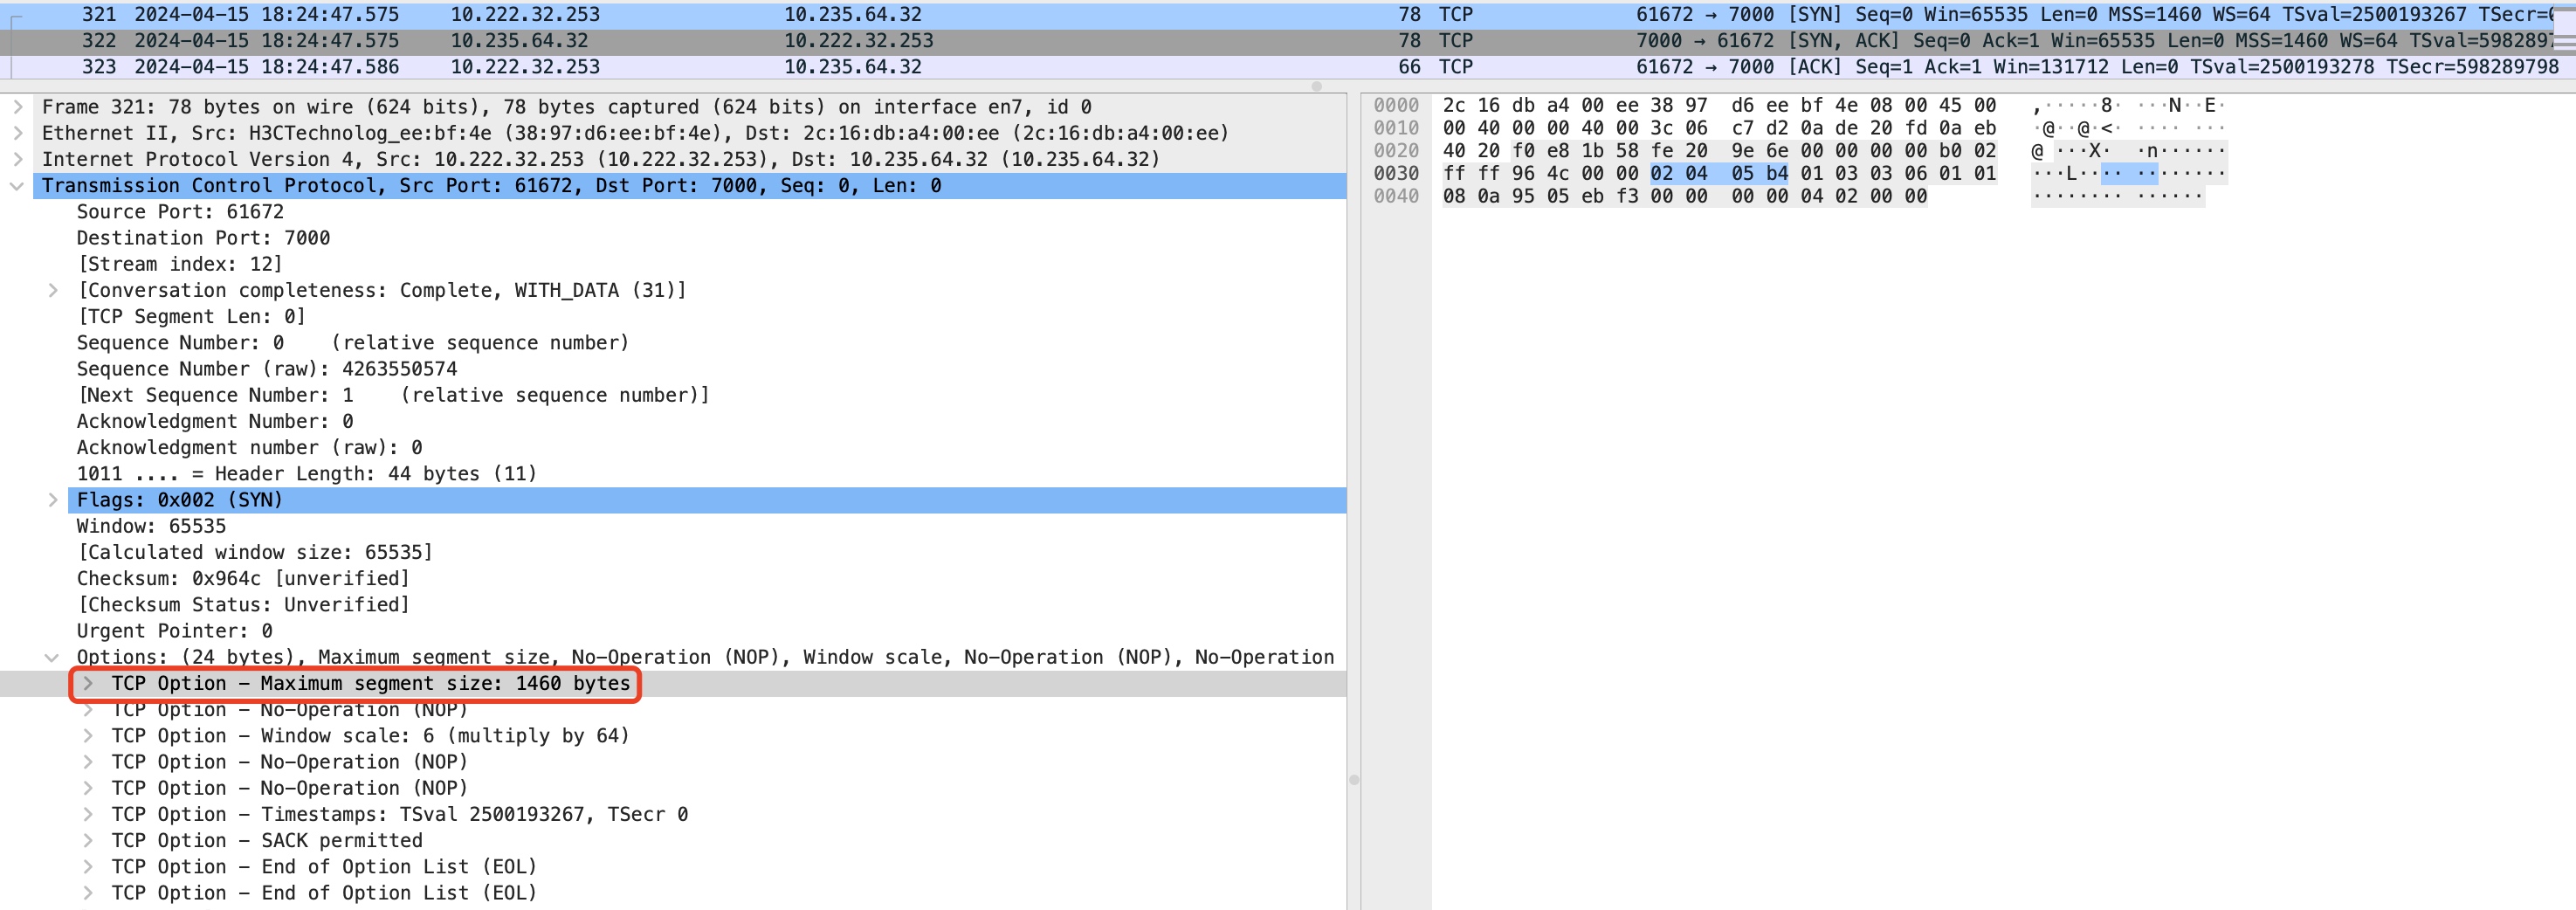 321 2024-04-15 18:24:47.575 10.222.32.253 10.235.64.32 78 TCP 61672 → 7000 [SYN] Seq=0 Win=65535 Len=0 MSS=1460 WS=64 TSval=2500193267 TSecr=
322 2024-04-15 18:24:47.575 10.235.64.32 10.222.32.253 78 TCP 7000 → 61672 [SYN, ACK] Seq=0 Ack=1 Win=65535 Len=0 MSS=1460 WS=64 TSval=598289
323 2024-04-15 18:24:47.586 10.222.32.253 10.235.64.32 66 TCP 61672 → 7000 [ACK] Seq=1 Ack=1 Win=131712 Len=0 TSval=2500193278 TSecr=598289798
Frame 321: 78 bytes on wire (624 bits), 78 bytes captured (624 bits) on interface en7, id 0
Ethernet II, Src: H3CTechnolog_ee:bf:4e (38:97:d6:ee:bf:4e), Dst: 2c:16:db:a4:00:ee (2c:16:db:a4:00:ee)
Internet Protocol Version 4, Src: 10.222.32.253 (10.222.32.253), Dst: 10.235.64.32 (10.235.64.32)
Transmission Control Protocol, Src Port: 61672, Dst Port: 7000, Seq: 0, Len: 0
Source Port: 61672
Destination Port: 7000
[Stream index: 12]
[Conversation completeness: Complete, WITH_DATA (31)]
[TCP Segment Len: 0]
Sequence Number: 0 (relative sequence number)
Sequence Number (raw): 4263550574
[Next Sequence Number: 1 (relative sequence number)]
Acknowledgment Number: 0
Acknowledgment number (raw): 0
1011 .... = Header Length: 44 bytes (11)
Flags: 0x002 (SYN)
Window: 65535
[Calculated window size: 65535]
Checksum: 0x964c [unverified]
[Checksum Status: Unverified]
Urgent Pointer: 0
Options: (24 bytes), Maximum segment size, No-Operation (NOP), Window scale, No-Operation (NOP), No-Operation
TCP Option – Maximum segment size: 1460 bytes
TCP Option – No-Operation (NOP)
TCP Option – Window scale: 6 (multiply by 64)
TCP Option – No-Operation (NOP)
TCP Option – No-Operation (NOP)
TCP Option – Timestamps: TSval 2500193267, TSecr 0
TCP Option – SACK permitted
TCP Option – End of Option List (EOL)
TCP Option – End of Option List (EOL)
0000 2c 16 db a4 00 ee 38 97 d6 ee bf 4e 08 00 45 00 ,·····8· ···N··E·
0010 00 40 00 00 40 00 3c 06 c7 d2 0a de 20 fd 0a eb ·@··@·<· ···· ···
0020 40 20 f0 e8 1b 58 fe 20 9e 6e 00 00 00 00 b0 02 @ ···X· ·n······
0030 ff ff 96 4c 00 00 02 04 05 b4 01 03 03 06 01 01 ···L···· ········
0040 08 0a 95 05 eb f3 00 00 00 00 04 02 00 00 ········ ······